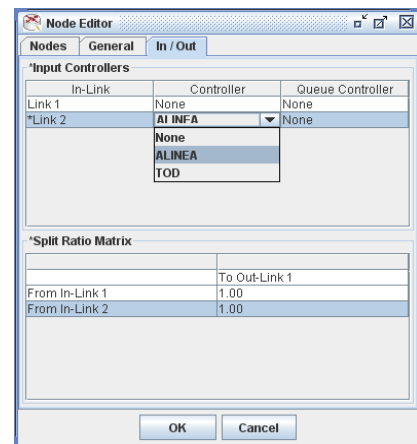 Node Editor
Nodes General In / Out
*Input Controllers
In-Link Controller Queue Controller
Link 1 None None
*Link 2 ALINEA None
None
ALINEA
TOD
*Split Ratio Matrix
To Out-Link 1
From In-Link 1 1.00
From In-Link 2 1.00
OK Cancel